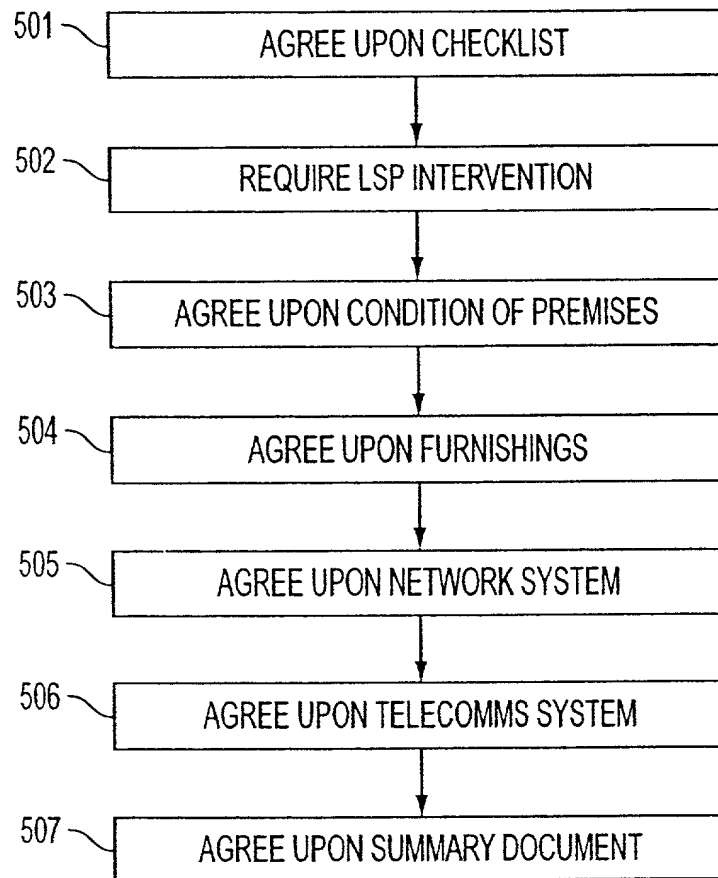 501 AGREE UPON CHECKLIST
502 REQUIRE LSP INTERVENTION
503 AGREE UPON CONDITION OF PREMISES
504 AGREE UPON FURNISHINGS
505 AGREE UPON NETWORK SYSTEM
506 AGREE UPON TELECOMMS SYSTEM
507 AGREE UPON SUMMARY DOCUMENT